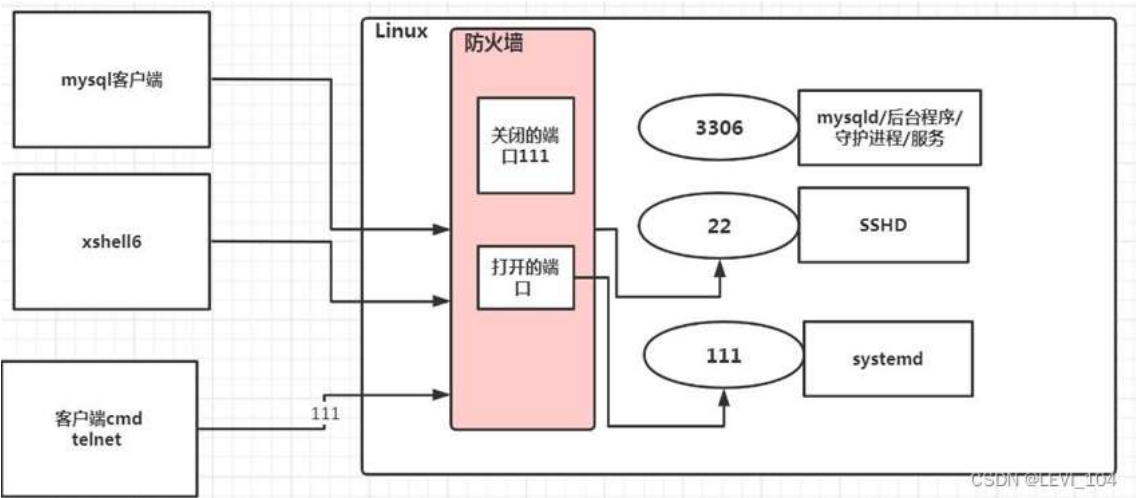 mysql客户端
xshell6
客户端cmd
telnet
111
Linux
防火墙
关闭的端
口111
打开的端
口
3306
mysqld/后台程序/
守护进程/服务
22
SSHD
111
systemd
CSDN @LEVI_104